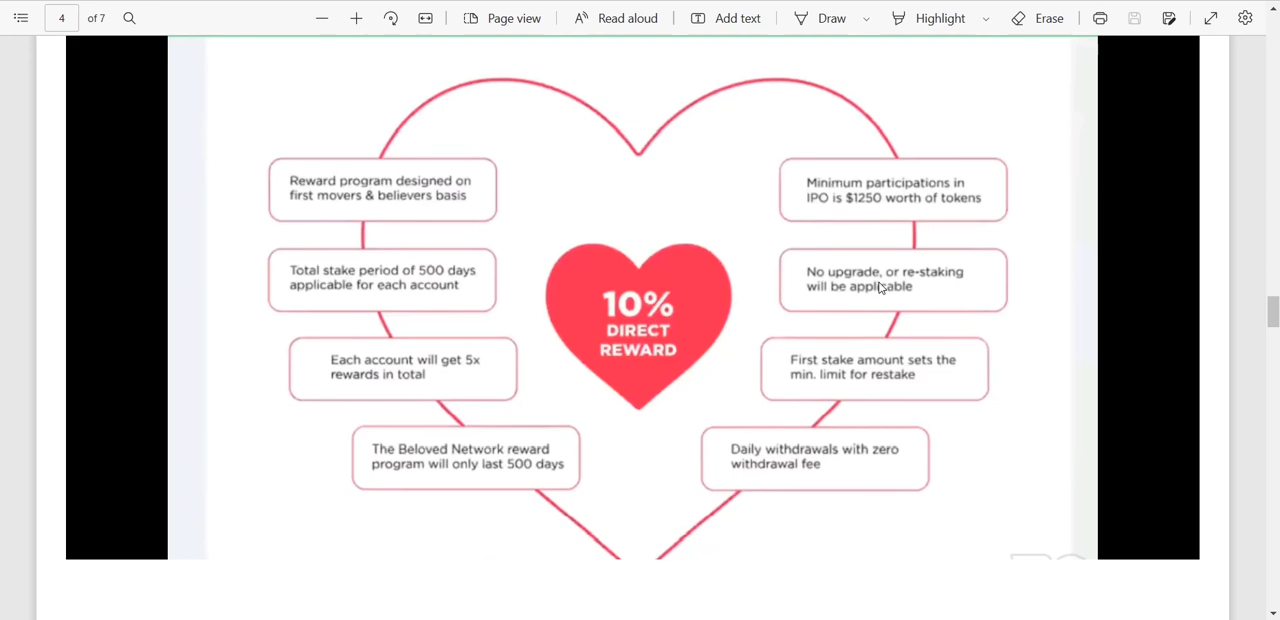 4
of 7
Page view
Read aloud
Add text
Draw
Highlight
Erase
Reward program designed on
first movers & believers basis
Total stake period of 500 days
applicable for each account
Each account will get 5x
rewards in total
The Beloved Network reward
program will only last 500 days
10%
DIRECT
REWARD
Minimum participations in
IPO is $1250 worth of tokens
No upgrade, or re-staking
will be applicable
First stake amount sets the
min. limit for restake
Daily withdrawals with zero
withdrawal fee